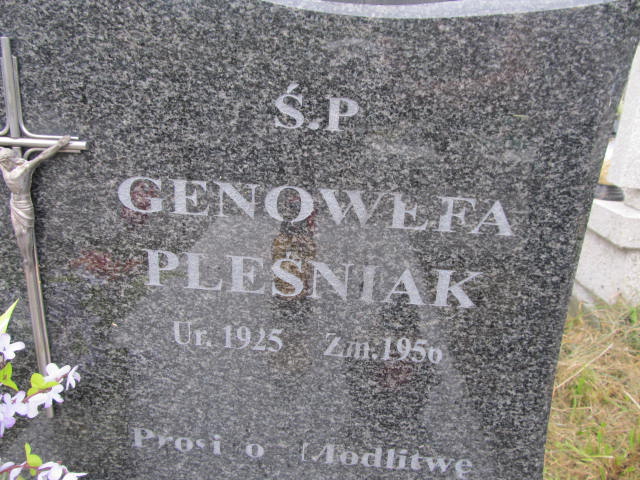 Ś.P
GENOWEFA
PLEŚNIAK
Ur. 1925 Zm. 1956
Prosi o Modlitwę